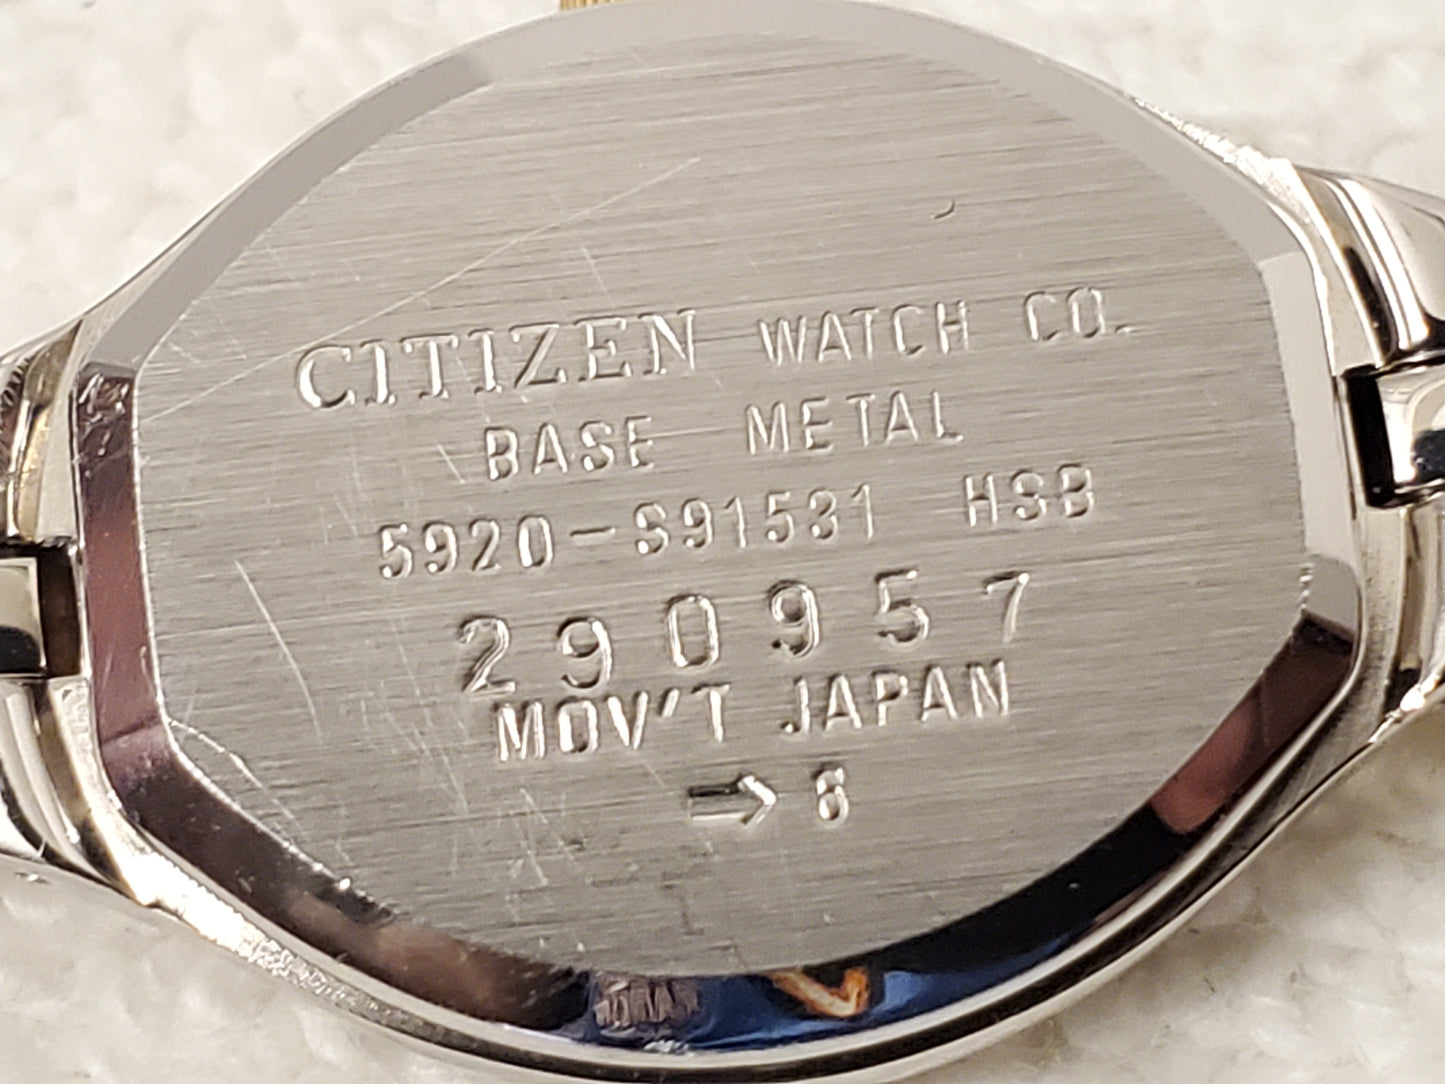 CITIZEN WATCH CO.
BASE METAL
5920-S91531 HSB
290957
MOV'T JAPAN
→ 6